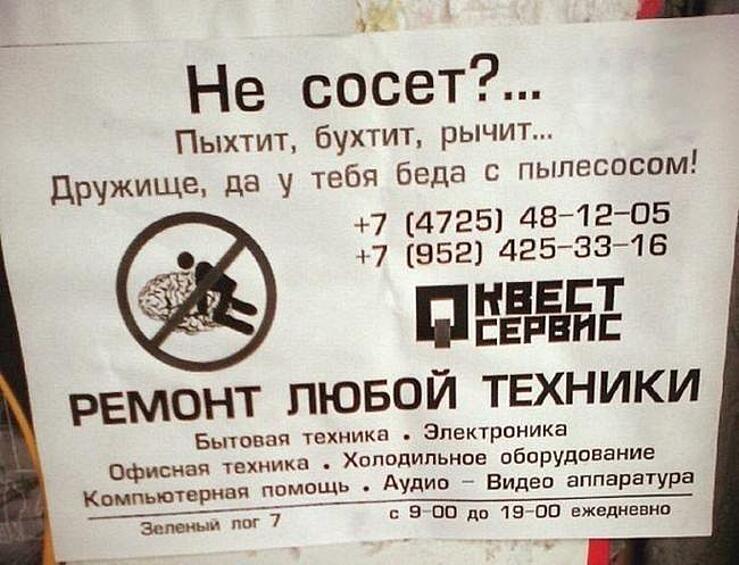 Не сосет?...
Пыхтит, бухтит, рычит...
Дружище, да у тебя беда с пылесосом!
+7 (4725) 48-12-05
+7 (952) 425-33-16
КВЕСТ
СЕРВИС
РЕМОНТ ЛЮБОЙ ТЕХНИКИ
Бытовая техника . Электроника
Офисная техника . Холодильное оборудование
Компьютерная помощь . Аудио - Видео аппаратура
Зеленый лог 7 с 9-00 до 19-00 ежедневно